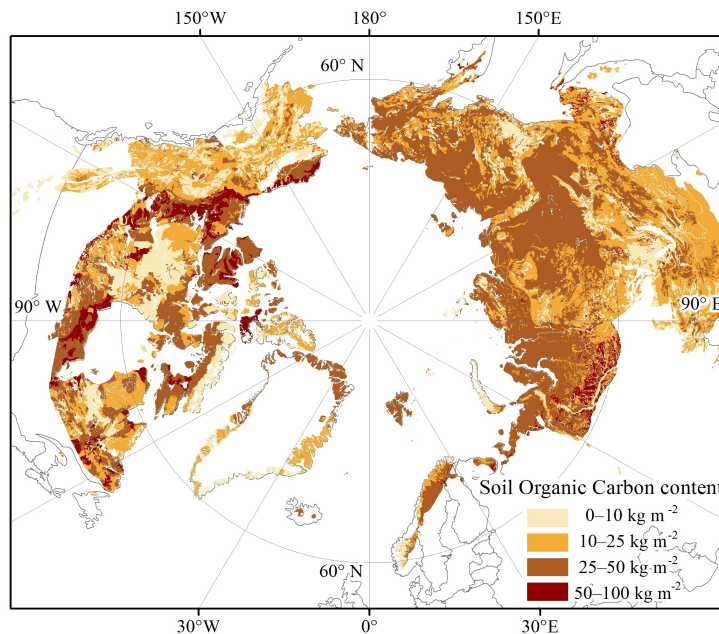 150°W 180° 150°E
60° N
90° W 90° E
Soil Organic Carbon content
0–10 kg m⁻²
10–25 kg m⁻²
25–50 kg m⁻²
50–100 kg m⁻²
60° N
30°W 0° 30°E